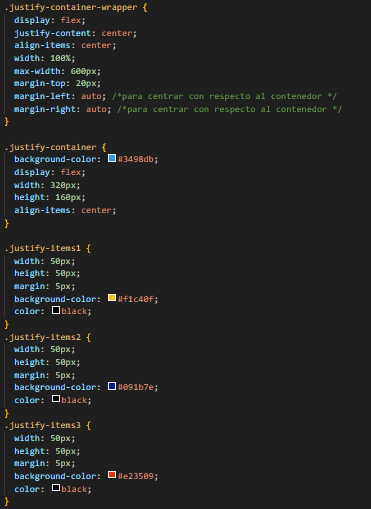 .justify-container-wrapper {
display: flex;
justify-content: center;
align-items: center;
width: 100%;
max-width: 600px;
margin-top: 20px;
margin-left: auto; /*para centrar con respecto al contenedor */
margin-right: auto; /*para centrar con respecto al contenedor */
}
.justify-container {
background-color: #3498db;
display: flex;
width: 320px;
height: 160px;
align-items: center;
}
.justify-items1 {
width: 50px;
height: 50px;
margin: 5px;
background-color: #f1c40f;
color: black;
}
.justify-items2 {
width: 50px;
height: 50px;
margin: 5px;
background-color: #091b7e;
color: black;
}
.justify-items3 {
width: 50px;
height: 50px;
margin: 5px;
background-color: #e23509;
color: black;
}